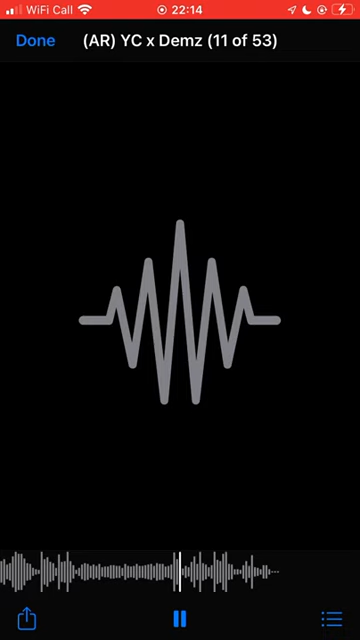 WiFi Call 22:14
Done (AR) YC x Demz (11 of 53)